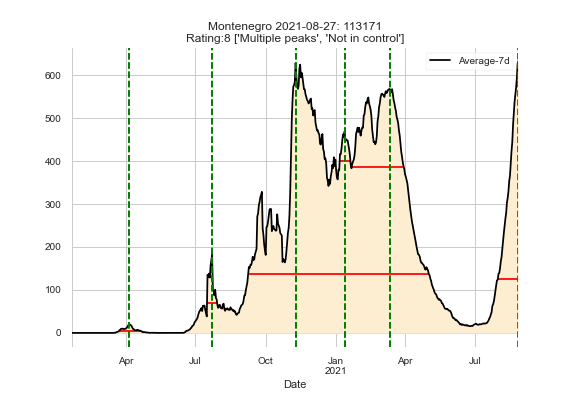 Montenegro 2021-08-27: 113171
Rating:8 ['Multiple peaks', 'Not in control']
Average-7d
600
500
400
300
200
100
0
Apr
Jul
Oct
Jan
2021
Apr
Jul
Date